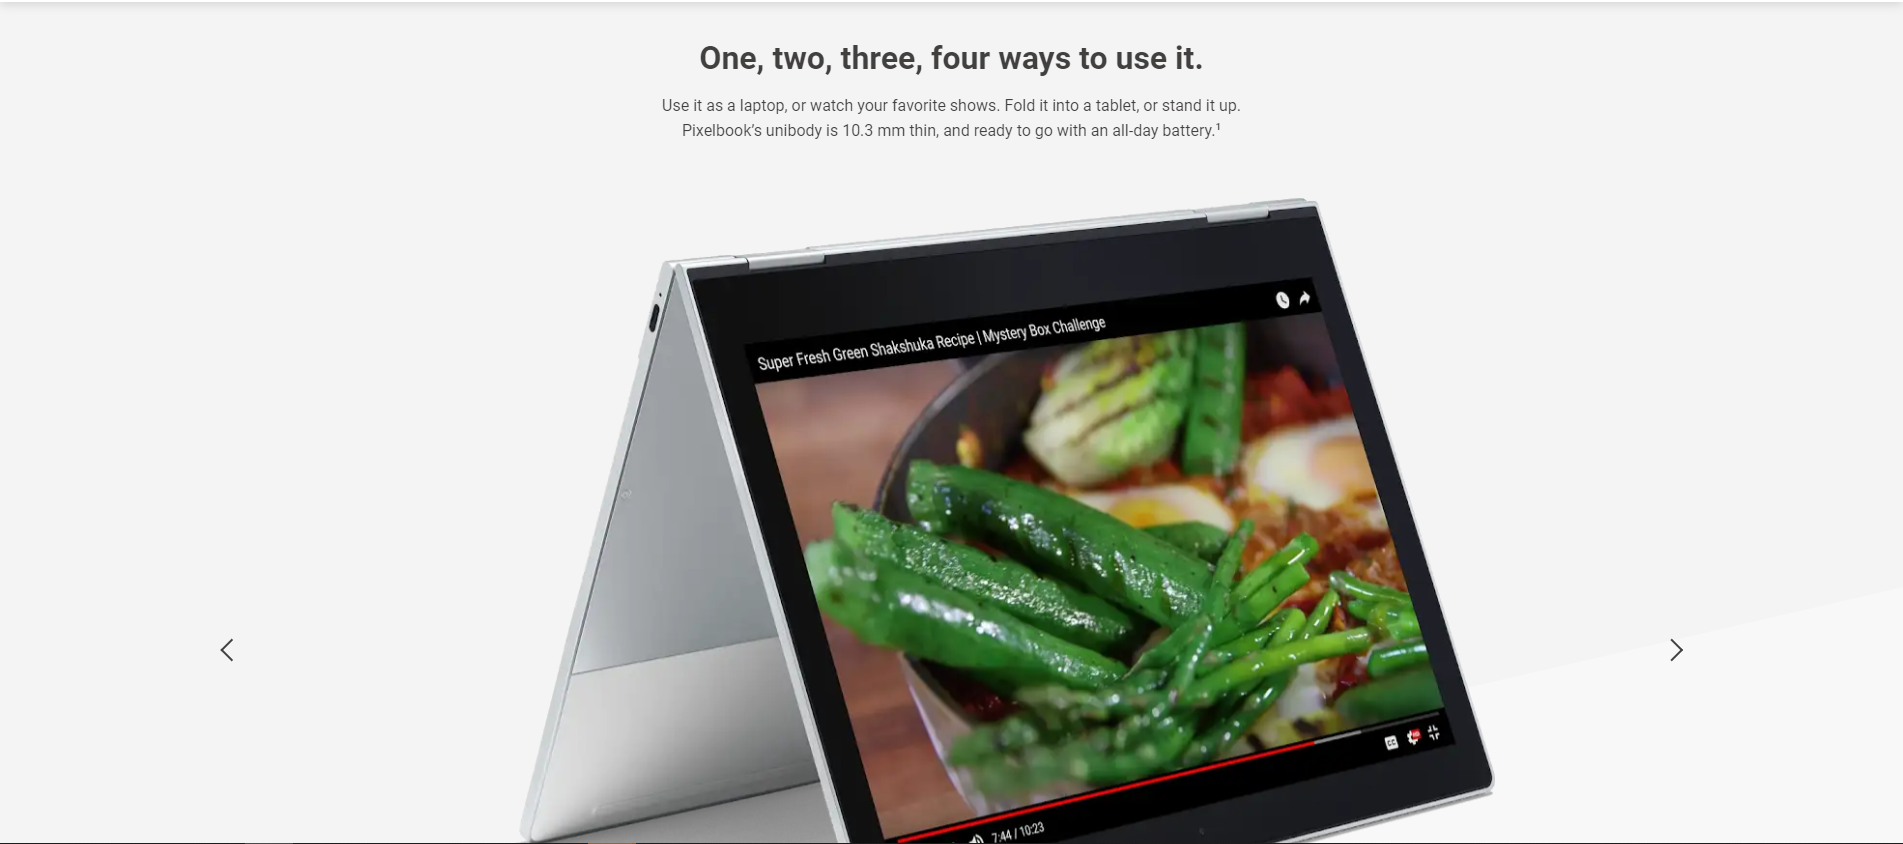 One, two, three, four ways to use it.
Use it as a laptop, or watch your favorite shows. Fold it into a tablet, or stand it up.
Pixelbook’s unibody is 10.3 mm thin, and ready to go with an all-day battery.¹
Super Fresh Green Shakshuka Recipe | Mystery Box Challenge
CC
7:44 / 10:23